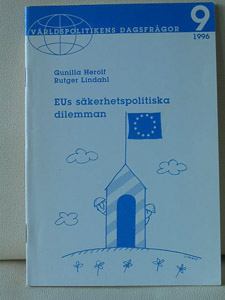 VÄRLDSPOLITIKENS DAGSFRÅGOR
9
1996
Gunilla Herolf
Rutger Lindahl
EUs säkerhetspolitiska
dilemman